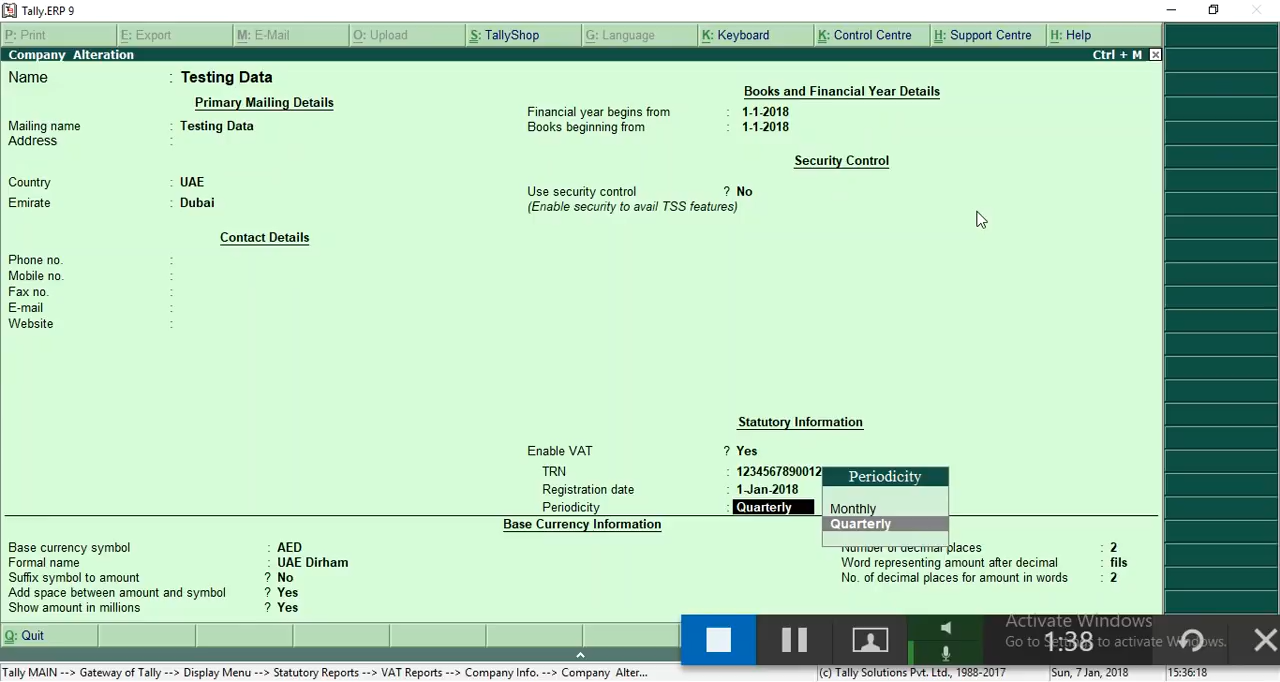 Tally.ERP 9
P: Print
E: Export
M: E-Mail
O: Upload
S: TallyShop
G: Language
K: Keyboard
K: Control Centre
H: Support Centre
H: Help
Company Alteration
Ctrl + M
Name : Testing Data
Primary Mailing Details
Mailing name : Testing Data
Address :
Country : UAE
Emirate : Dubai
Contact Details
Phone no. :
Mobile no. :
Fax no. :
E-mail :
Website :
Books and Financial Year Details
Financial year begins from : 1-1-2018
Books beginning from : 1-1-2018
Security Control
Use security control ? No
(Enable security to avail TSS features)
Statutory Information
Enable VAT ? Yes
TRN : 1234567890012
Registration date : 1-Jan-2018
Periodicity : Quarterly
Periodicity
Monthly
Quarterly
Base Currency Information
Base currency symbol : AED
Formal name : UAE Dirham
Suffix symbol to amount ? No
Add space between amount and symbol ? Yes
Show amount in millions ? Yes
Number of decimal places : 2
Word representing amount after decimal : fils
No. of decimal places for amount in words : 2
Q: Quit
Activate Windows
Go to Settings to activate Windows.
1:38
Tally MAIN --> Gateway of Tally --> Display Menu --> Statutory Reports --> VAT Reports --> Company Info. --> Company Alter...
(c) Tally Solutions Pvt. Ltd., 1988-2017
Sun, 7 Jan, 2018
15:36:18